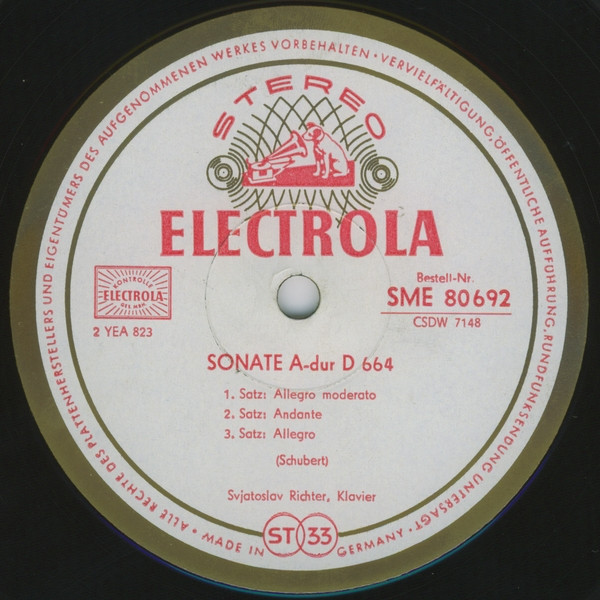 ALLE RECHTE DES PLATTENHERSTELLERS UND EIGENTÜMERS DES AUFGENOMMENEN WERKES VORBEHALTEN • VERVIELFÄLTIGUNG, ÖFFENTLICHE AUFFÜHRUNG, RUNDFUNKSENDUNG UNTERSAGT •
STEREO
ELECTROLA
KONTROLLE
ELECTROLA
GES.MBH.
2 YEA 823
Bestell-Nr.
SME 80692
CSDW 7148
SONATE A-dur D 664
1. Satz: Allegro moderato
2. Satz: Andante
3. Satz: Allegro
(Schubert)
Svjatoslav Richter, Klavier
MADE IN GERMANY
ST 33